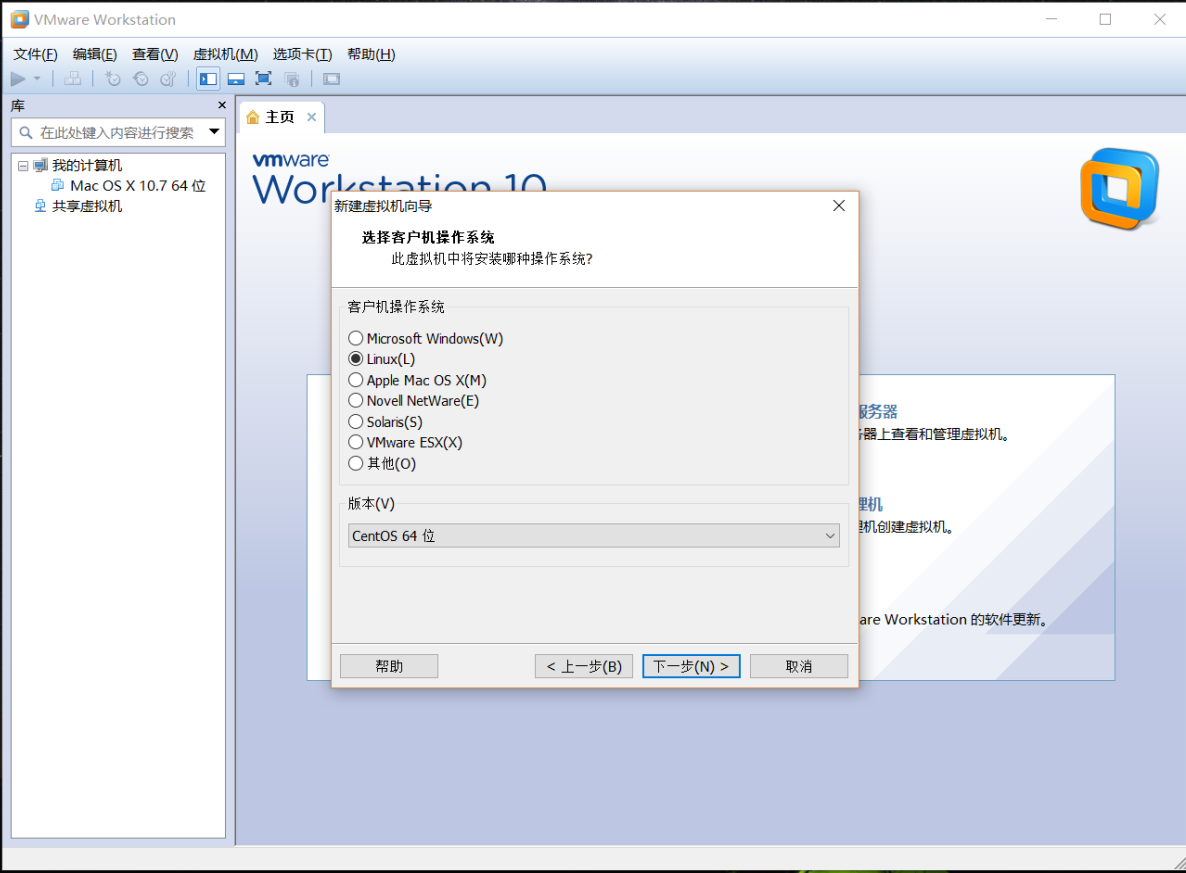 VMware Workstation
文件(F) 编辑(E) 查看(V) 虚拟机(M) 选项卡(T) 帮助(H)
库
在此处键入内容进行搜索
我的计算机
Mac OS X 10.7 64 位
共享虚拟机
主页
vmware
Workstation 10
新建虚拟机向导
选择客户机操作系统
此虚拟机中将安装哪种操作系统?
客户机操作系统
Microsoft Windows(W)
Linux(L)
Apple Mac OS X(M)
Novell NetWare(E)
Solaris(S)
VMware ESX(X)
其他(O)
版本(V)
CentOS 64 位
帮助 < 上一步(B) 下一步(N) > 取消
服务器
器上查看和管理虚拟机。
理机
机创建虚拟机。
are Workstation 的软件更新。